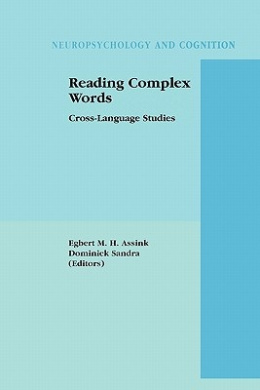 NEUROPSYCHOLOGY AND COGNITION
Reading Complex
Words
Cross-Language Studies
Egbert M. H. Assink
Dominiek Sandra
(Editors)